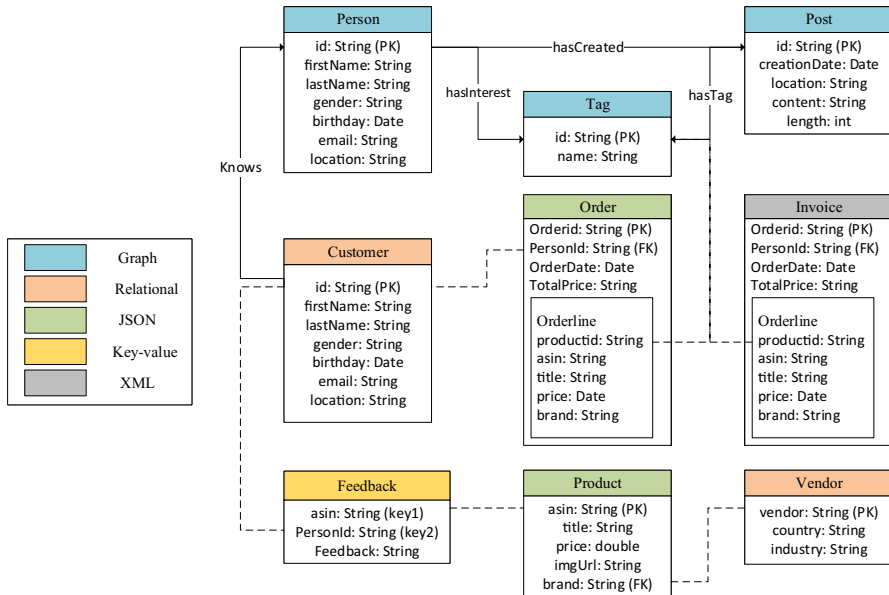 Person
id: String (PK)
firstName: String
lastName: String
gender: String
birthday: Date
email: String
location: String
hasCreated
Post
id: String (PK)
creationDate: Date
location: String
content: String
length: int
hasInterest
hasTag
Tag
id: String (PK)
name: String
Knows
Graph
Relational
JSON
Key-value
XML
Customer
id: String (PK)
firstName: String
lastName: String
gender: String
birthday: Date
email: String
location: String
Order
Orderid: String (PK)
PersonId: String (FK)
OrderDate: Date
TotalPrice: String
Orderline
productid: String
asin: String
title: String
price: Date
brand: String
Invoice
Orderid: String (PK)
PersonId: String (FK)
OrderDate: Date
TotalPrice: String
Orderline
productid: String
asin: String
title: String
price: Date
brand: String
Feedback
asin: String (key1)
PersonId: String (key2)
Feedback: String
Product
asin: String (PK)
title: String
price: double
imgUrl: String
brand: String (FK)
Vendor
vendor: String (PK)
country: String
industry: String